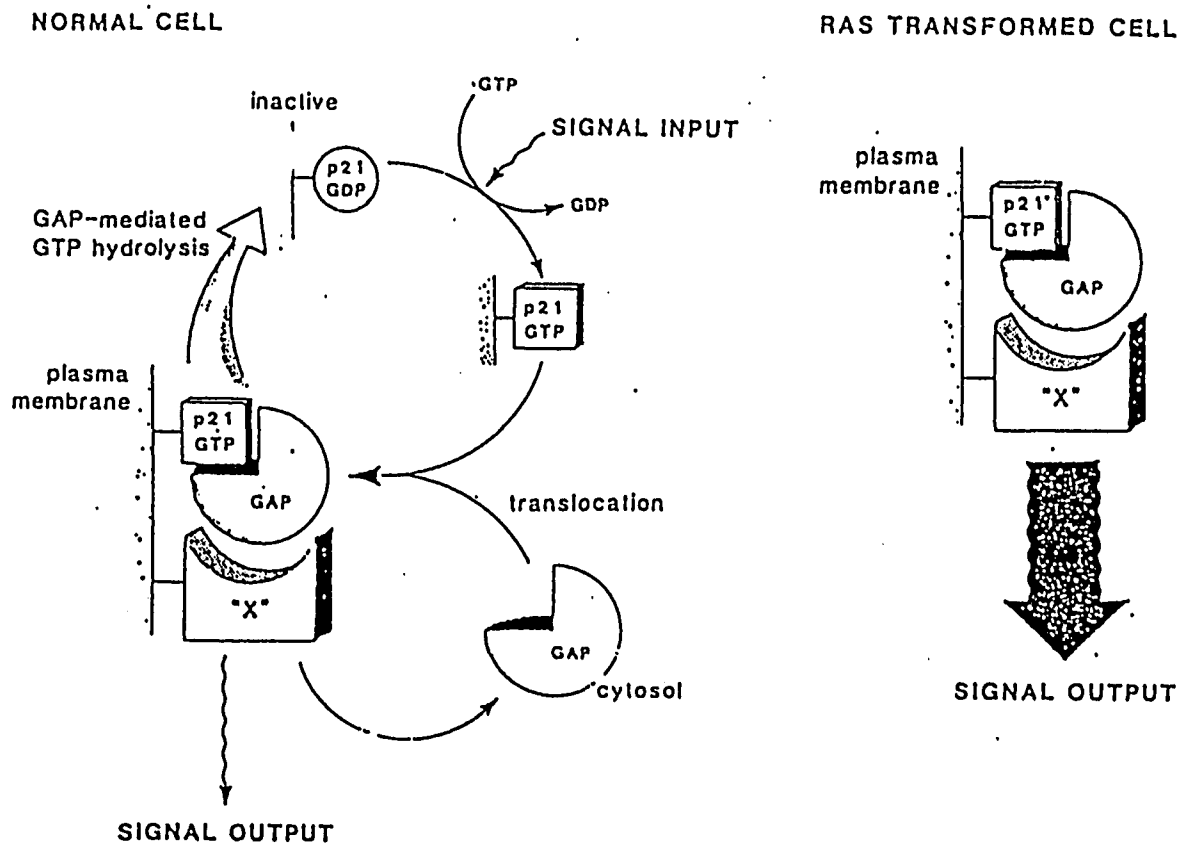 NORMAL CELL
RAS TRANSFORMED CELL
inactive
GTP
SIGNAL INPUT
p21
GDP
GDP
GAP-mediated
GTP hydrolysis
plasma
membrane
p21*
GTP
GAP
"X"
p21
GTP
plasma
membrane
p21
GTP
GAP
translocation
"X"
GAP
cytosol
SIGNAL OUTPUT
SIGNAL OUTPUT